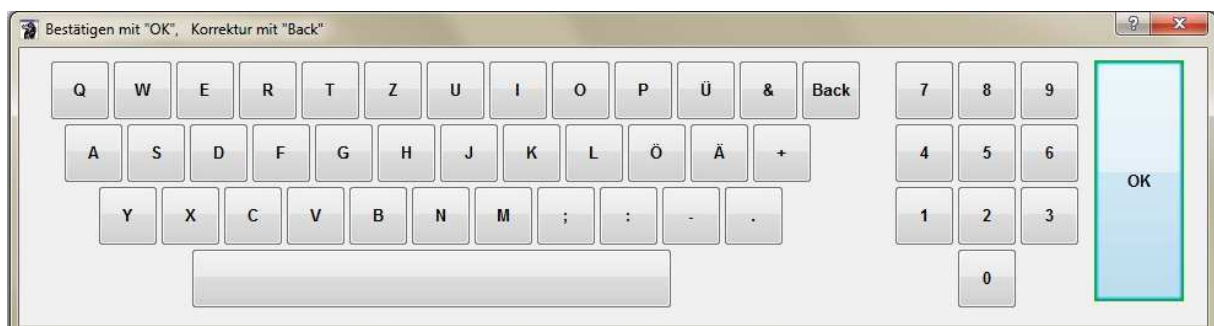 Bestätigen mit "OK", Korrektur mit "Back"
Q W E R T Z U I O P Ü & Back 7 8 9
A S D F G H J K L Ö Ä + 4 5 6
OK
Y X C V B N M ; : - . 1 2 3
0